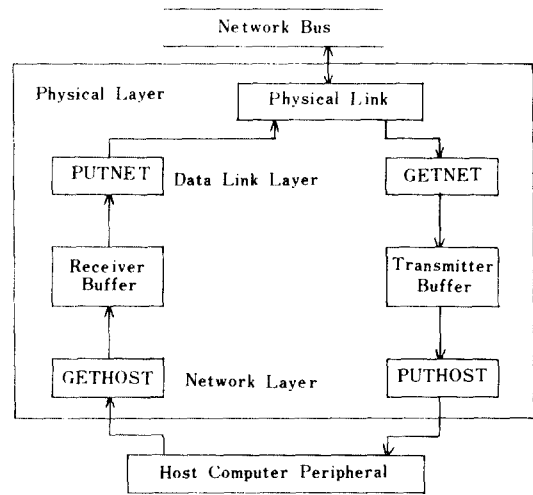 Network Bus
Physical Layer
Physical Link
PUTNET
Data Link Layer
GETNET
Receiver
Buffer
Transmitter
Buffer
GETHOST
Network Layer
PUTHOST
Host Computer Peripheral